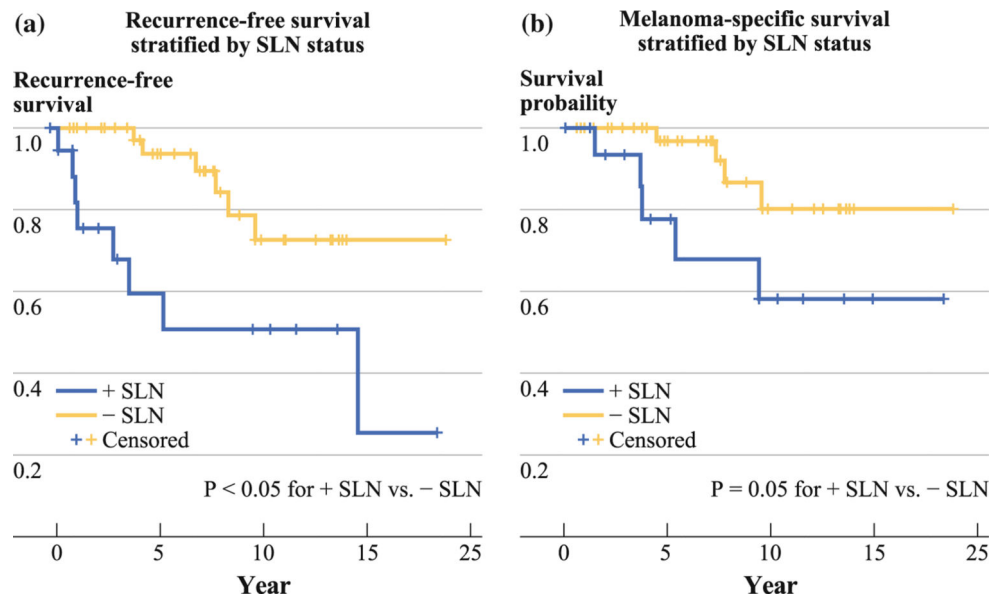 (a)
Recurrence-free survival
stratified by SLN status
Recurrence-free
survival
1.0
0.8
0.6
0.4
0.2
+ SLN
− SLN
Censored
P < 0.05 for + SLN vs. − SLN
0 5 10 15 25
Year
(b)
Melanoma-specific survival
stratified by SLN status
Survival
probaility
1.0
0.8
0.6
0.4
0.2
+ SLN
− SLN
Censored
P = 0.05 for + SLN vs. − SLN
0 5 10 15 25
Year